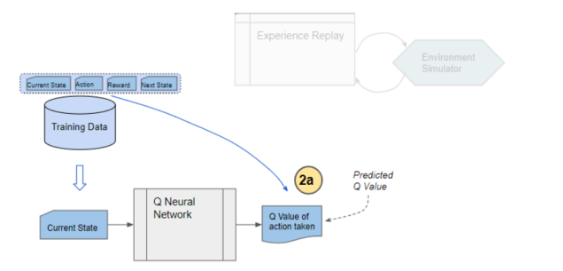 Experience Replay
Environment
Simulator
Current State
Action
Reward
Next State
Training Data
2a
Predicted
Q Value
Q Neural
Network
Q Value of
action taken
Current State